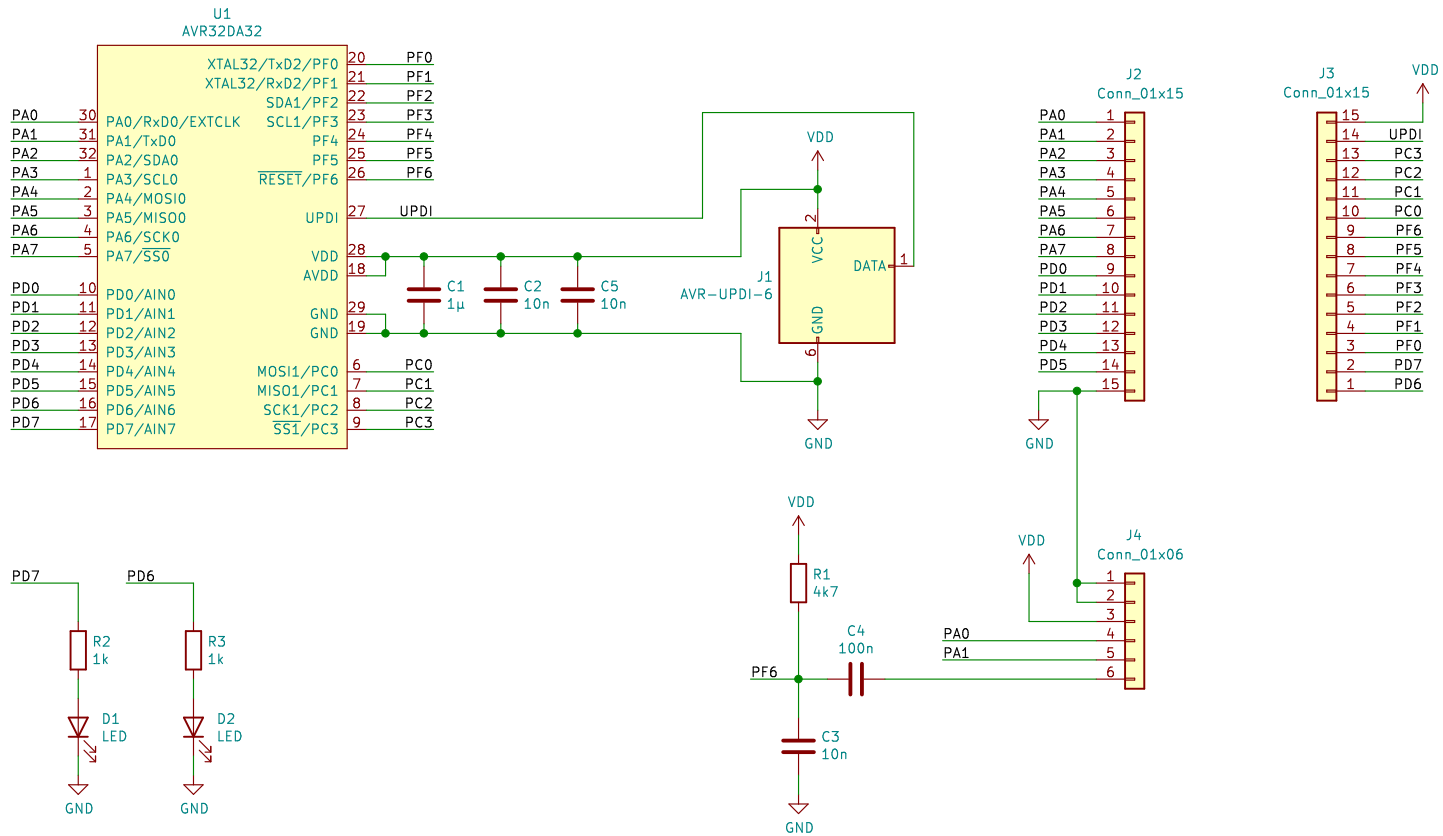 U1
AVR32DA32
PA0 30 PA0/RxD0/EXTCLK
PA1 31 PA1/TxD0
PA2 32 PA2/SDA0
PA3 1 PA3/SCL0
PA4 2 PA4/MOSI0
PA5 3 PA5/MISO0
PA6 4 PA6/SCK0
PA7 5 PA7/SS0
PD0 10 PD0/AIN0
PD1 11 PD1/AIN1
PD2 12 PD2/AIN2
PD3 13 PD3/AIN3
PD4 14 PD4/AIN4
PD5 15 PD5/AIN5
PD6 16 PD6/AIN6
PD7 17 PD7/AIN7
XTAL32/TxD2/PF0 20 PF0
XTAL32/RxD2/PF1 21 PF1
SDA1/PF2 22 PF2
SCL1/PF3 23 PF3
PF4 24 PF4
PF5 25 PF5
RESET/PF6 26 PF6
UPDI 27 UPDI
VDD 28
AVDD 18
GND 29
GND 19
MOSI1/PC0 6 PC0
MISO1/PC1 7 PC1
SCK1/PC2 8 PC2
SS1/PC3 9 PC3
C1
1µ
C2
10n
C5
10n
VDD
2
VCC
DATA 1
J1
AVR-UPDI-6
GND
6
GND
J2
Conn_01x15
PA0 1
PA1 2
PA2 3
PA3 4
PA4 5
PA5 6
PA6 7
PA7 8
PD0 9
PD1 10
PD2 11
PD3 12
PD4 13
PD5 14
15
GND
J3
Conn_01x15
VDD
15
14 UPDI
13 PC3
12 PC2
11 PC1
10 PC0
9 PF6
8 PF5
7 PF4
6 PF3
5 PF2
4 PF1
3 PF0
2 PD7
1 PD6
PD7
R2
1k
D1
LED
GND
PD6
R3
1k
D2
LED
GND
VDD
R1
4k7
C4
100n
PF6
C3
10n
GND
J4
Conn_01x06
VDD
1
2
3
PA0 4
PA1 5
6